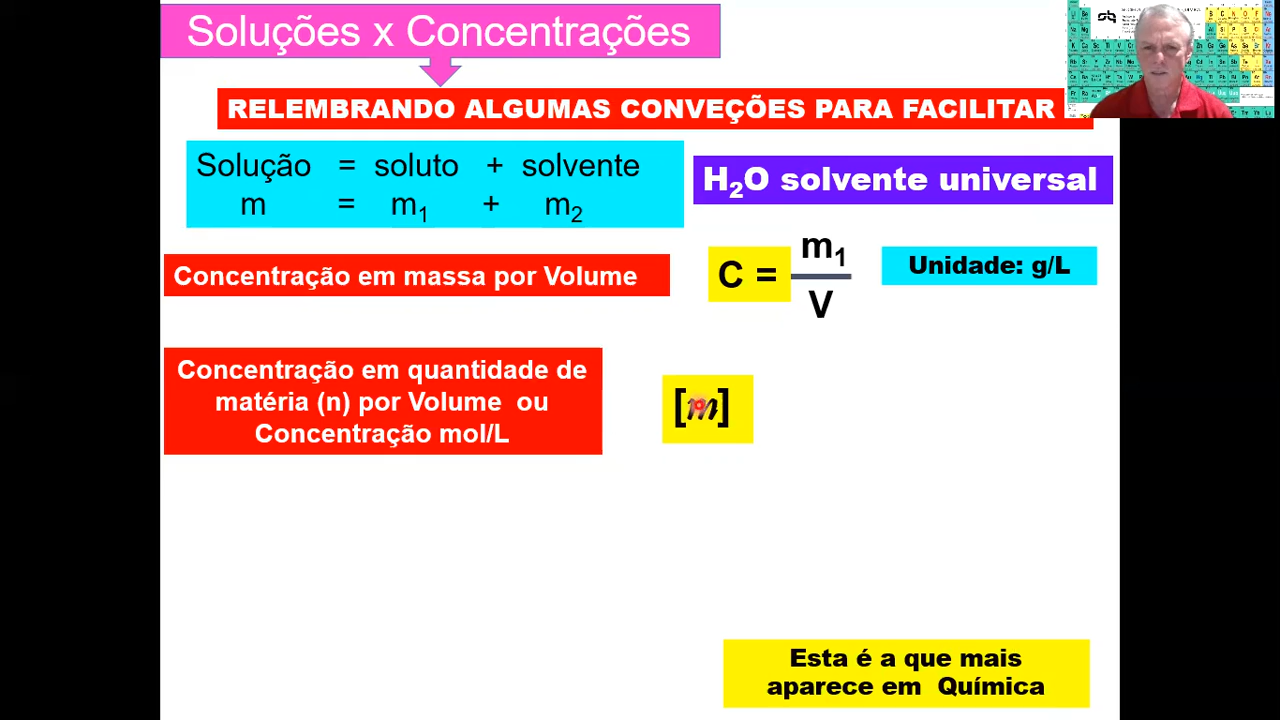 Soluções x Concentrações
RELEMBRANDO ALGUMAS CONVEÇÕES PARA FACILITAR
Solução = soluto + solvente
m = m₁ + m₂
H₂O solvente universal
Concentração em massa por Volume
C = m₁
V
Unidade: g/L
Concentração em quantidade de
matéria (n) por Volume ou
Concentração mol/L
[m]
Esta é a que mais
aparece em Química